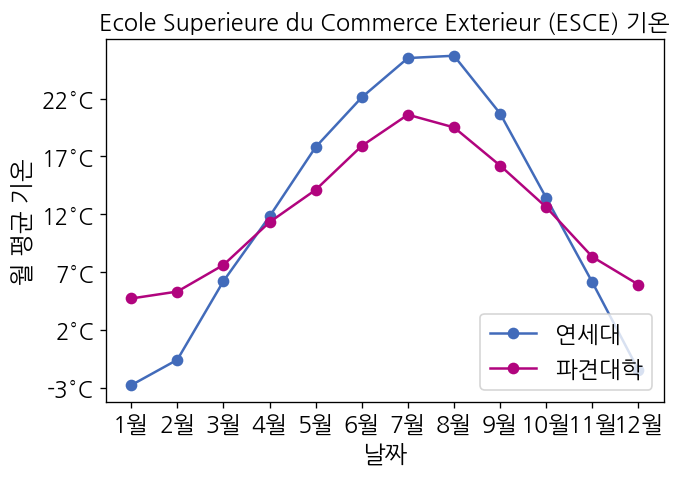 Ecole Superieure du Commerce Exterieur (ESCE) 기온
월 평균 기온
22˚C
17˚C
12˚C
7˚C
2˚C
-3˚C
연세대
파견대학
1월 2월 3월 4월 5월 6월 7월 8월 9월 10월 11월 12월
날짜